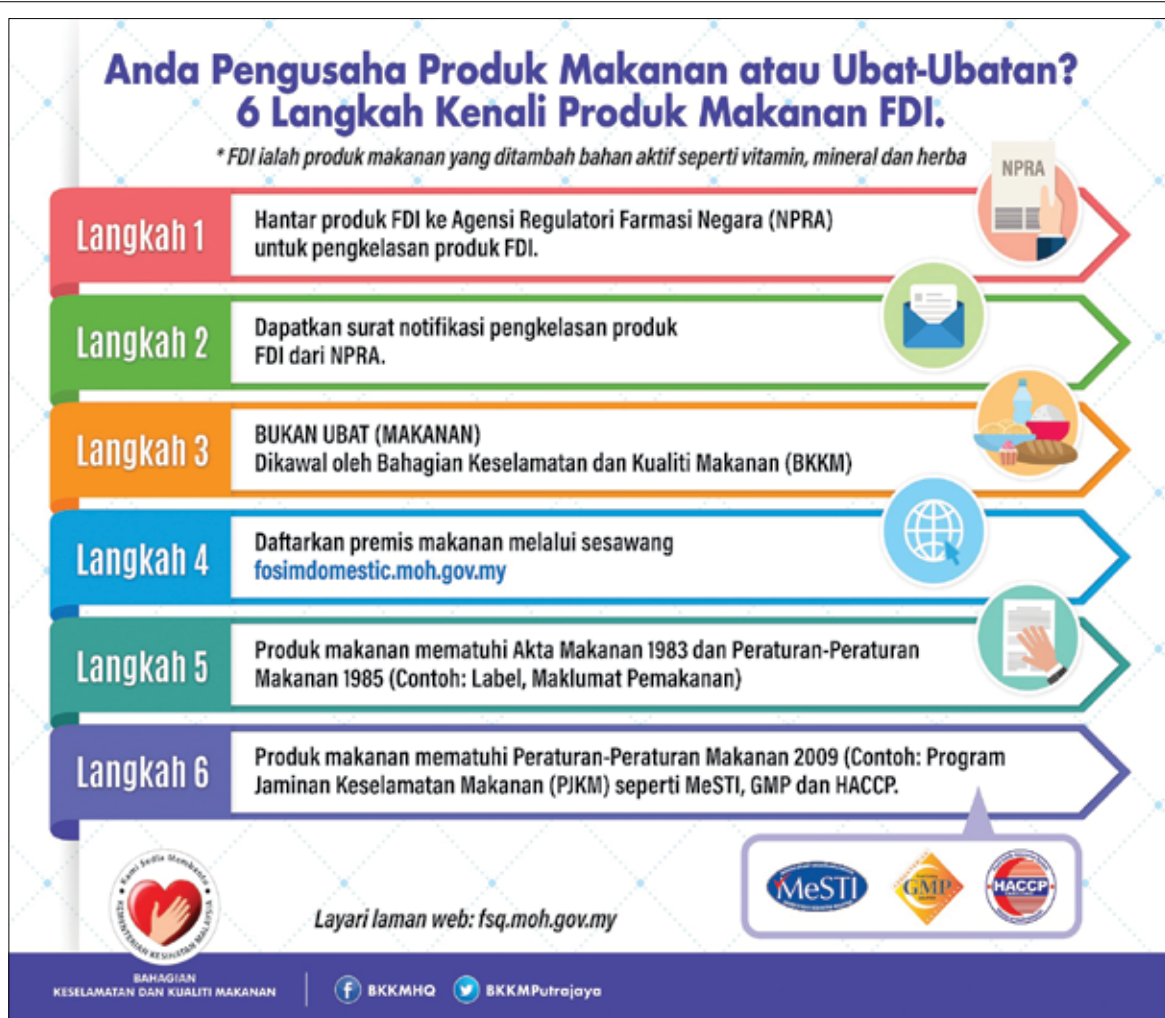 Anda Pengusaha Produk Makanan atau Ubat-Ubatan?
6 Langkah Kenali Produk Makanan FDI.
* FDI ialah produk makanan yang ditambah bahan aktif seperti vitamin, mineral dan herba
NPRA
Langkah 1
Hantar produk FDI ke Agensi Regulatori Farmasi Negara (NPRA)
untuk pengkelasan produk FDI.
Langkah 2
Dapatkan surat notifikasi pengkelasan produk
FDI dari NPRA.
Langkah 3
BUKAN UBAT (MAKANAN)
Dikawal oleh Bahagian Keselamatan dan Kualiti Makanan (BKKM)
Langkah 4
Daftarkan premis makanan melalui sesawang
fosimdomestic.moh.gov.my
Langkah 5
Produk makanan mematuhi Akta Makanan 1983 dan Peraturan-Peraturan
Makanan 1985 (Contoh: Label, Maklumat Pemakanan)
Langkah 6
Produk makanan mematuhi Peraturan-Peraturan Makanan 2009 (Contoh: Program
Jaminan Keselamatan Makanan (PJKM) seperti MeSTI, GMP dan HACCP.
MeSTI
GMP
HACCP
Kami Sedia Membantu
KEMENTERIAN KESIHATAN MALAYSIA
Layari laman web: fsq.moh.gov.my
BAHAGIAN
KESELAMATAN DAN KUALITI MAKANAN
BKKMHQ
BKKMPutrajaya